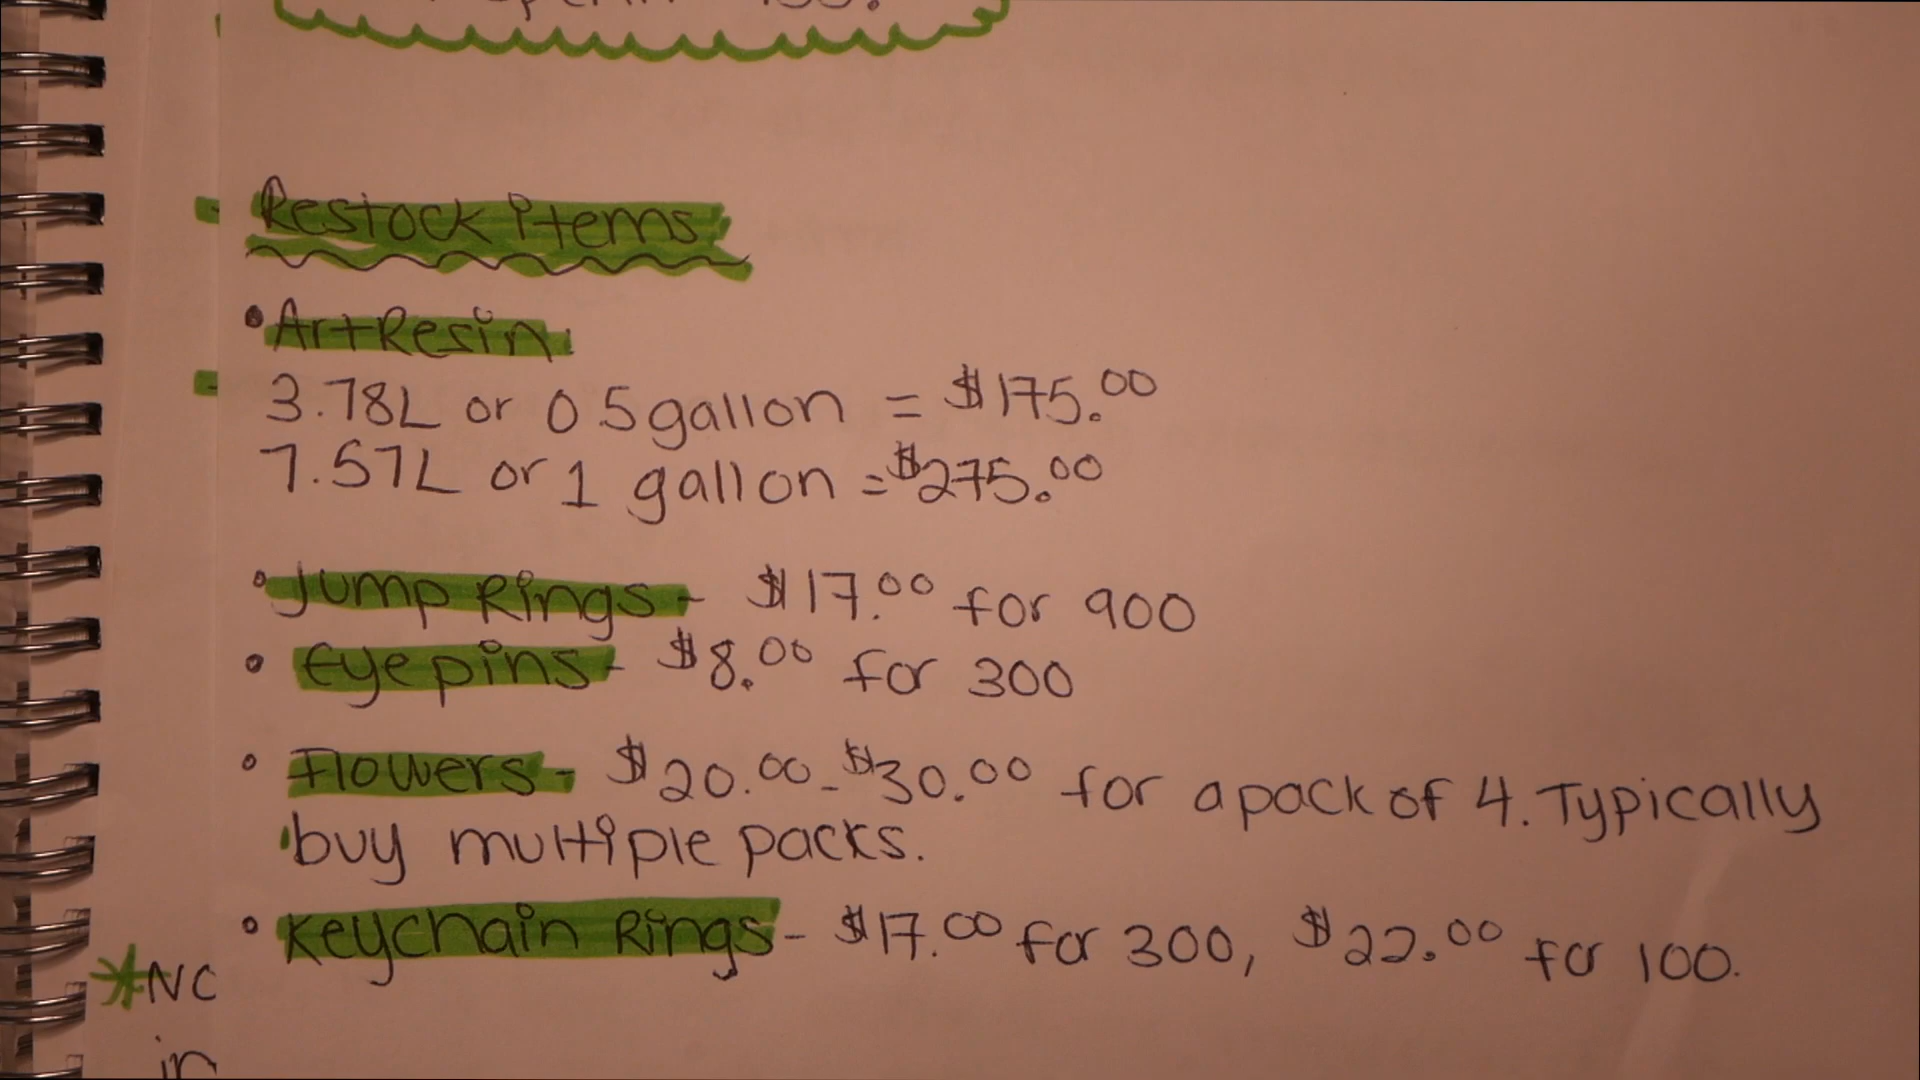 Restock items
• ArtResin
3.78L or 0.5 gallon = $175.00
7.57L or 1 gallon = $275.00
• Jump Rings - $17.00 for 900
• Eyepins - $8.00 for 300
• Flowers - $20.00 - $30.00 for a pack of 4. Typically
buy multiple packs.
• Keychain Rings - $17.00 for 300, $22.00 for 100.
*NC
in